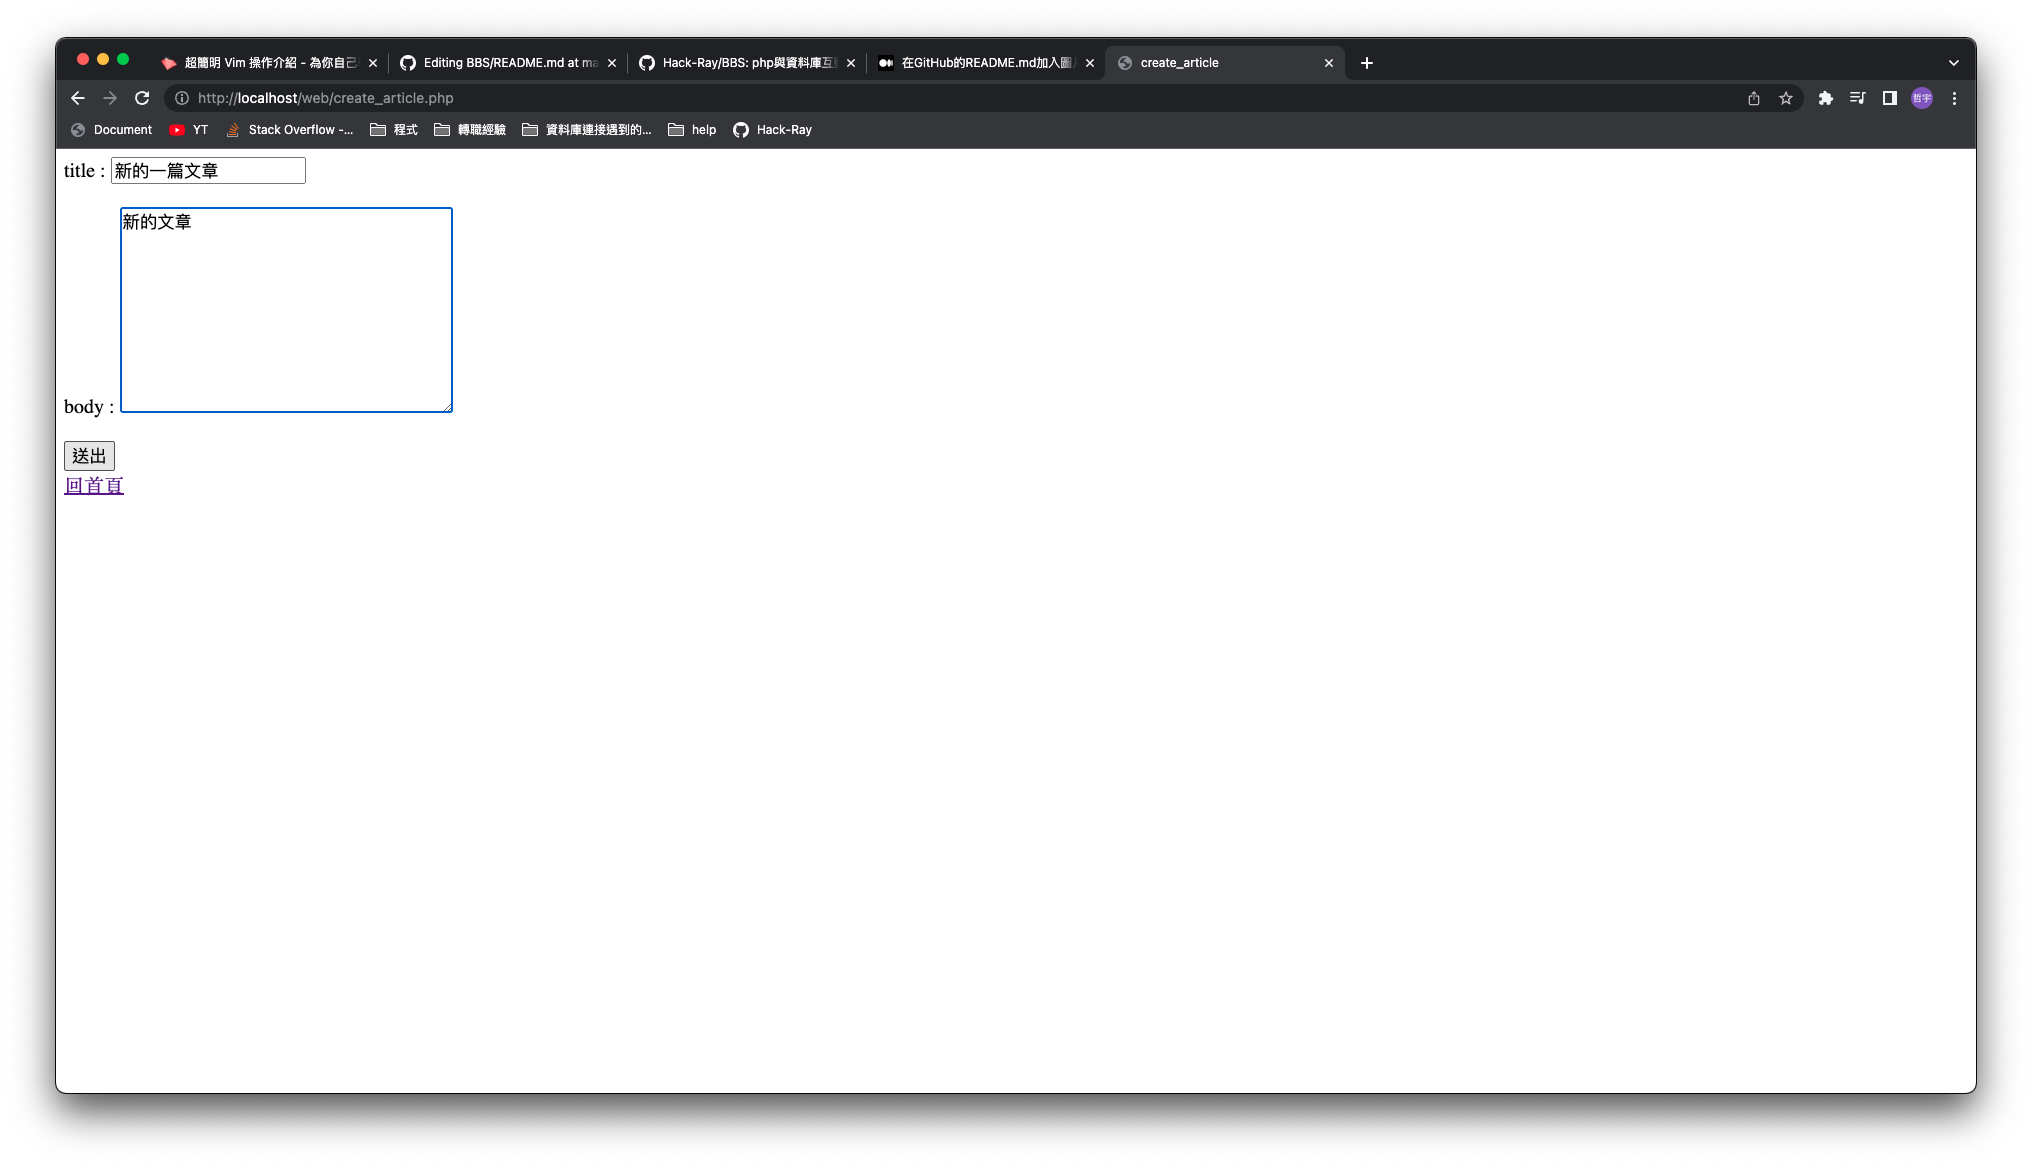 超簡明 Vim 操作介紹 - 為你自己
Editing BBS/README.md at ma
Hack-Ray/BBS: php與資料庫互
在GitHub的README.md加入圖
create_article
http://localhost/web/create_article.php
哲宇
Document
YT
Stack Overflow -...
程式
轉職經驗
資料庫連接遇到的...
help
Hack-Ray
title : 新的一篇文章
新的文章
body :
送出
回首頁